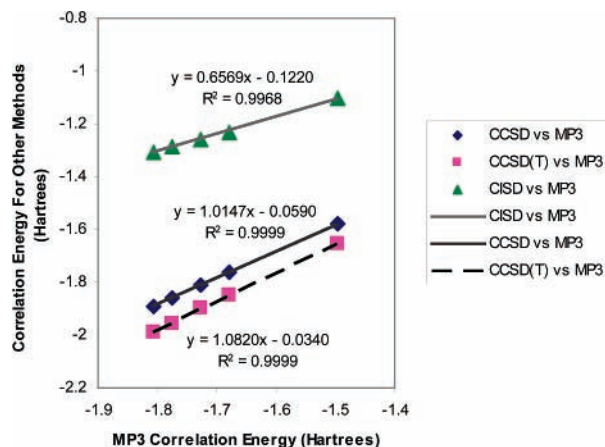 -1
-1.2
-1.4
-1.6
-1.8
-2
-2.2
Correlation Energy For Other Methods
(Hartrees)
y = 0.6569x - 0.1220
R² = 0.9968
y = 1.0147x - 0.0590
R² = 0.9999
y = 1.0820x - 0.0340
R² = 0.9999
-1.9
-1.8
-1.7
-1.6
-1.5
-1.4
MP3 Correlation Energy (Hartrees)
CCSD vs MP3
CCSD(T) vs MP3
CISD vs MP3
CISD vs MP3
CCSD vs MP3
CCSD(T) vs MP3